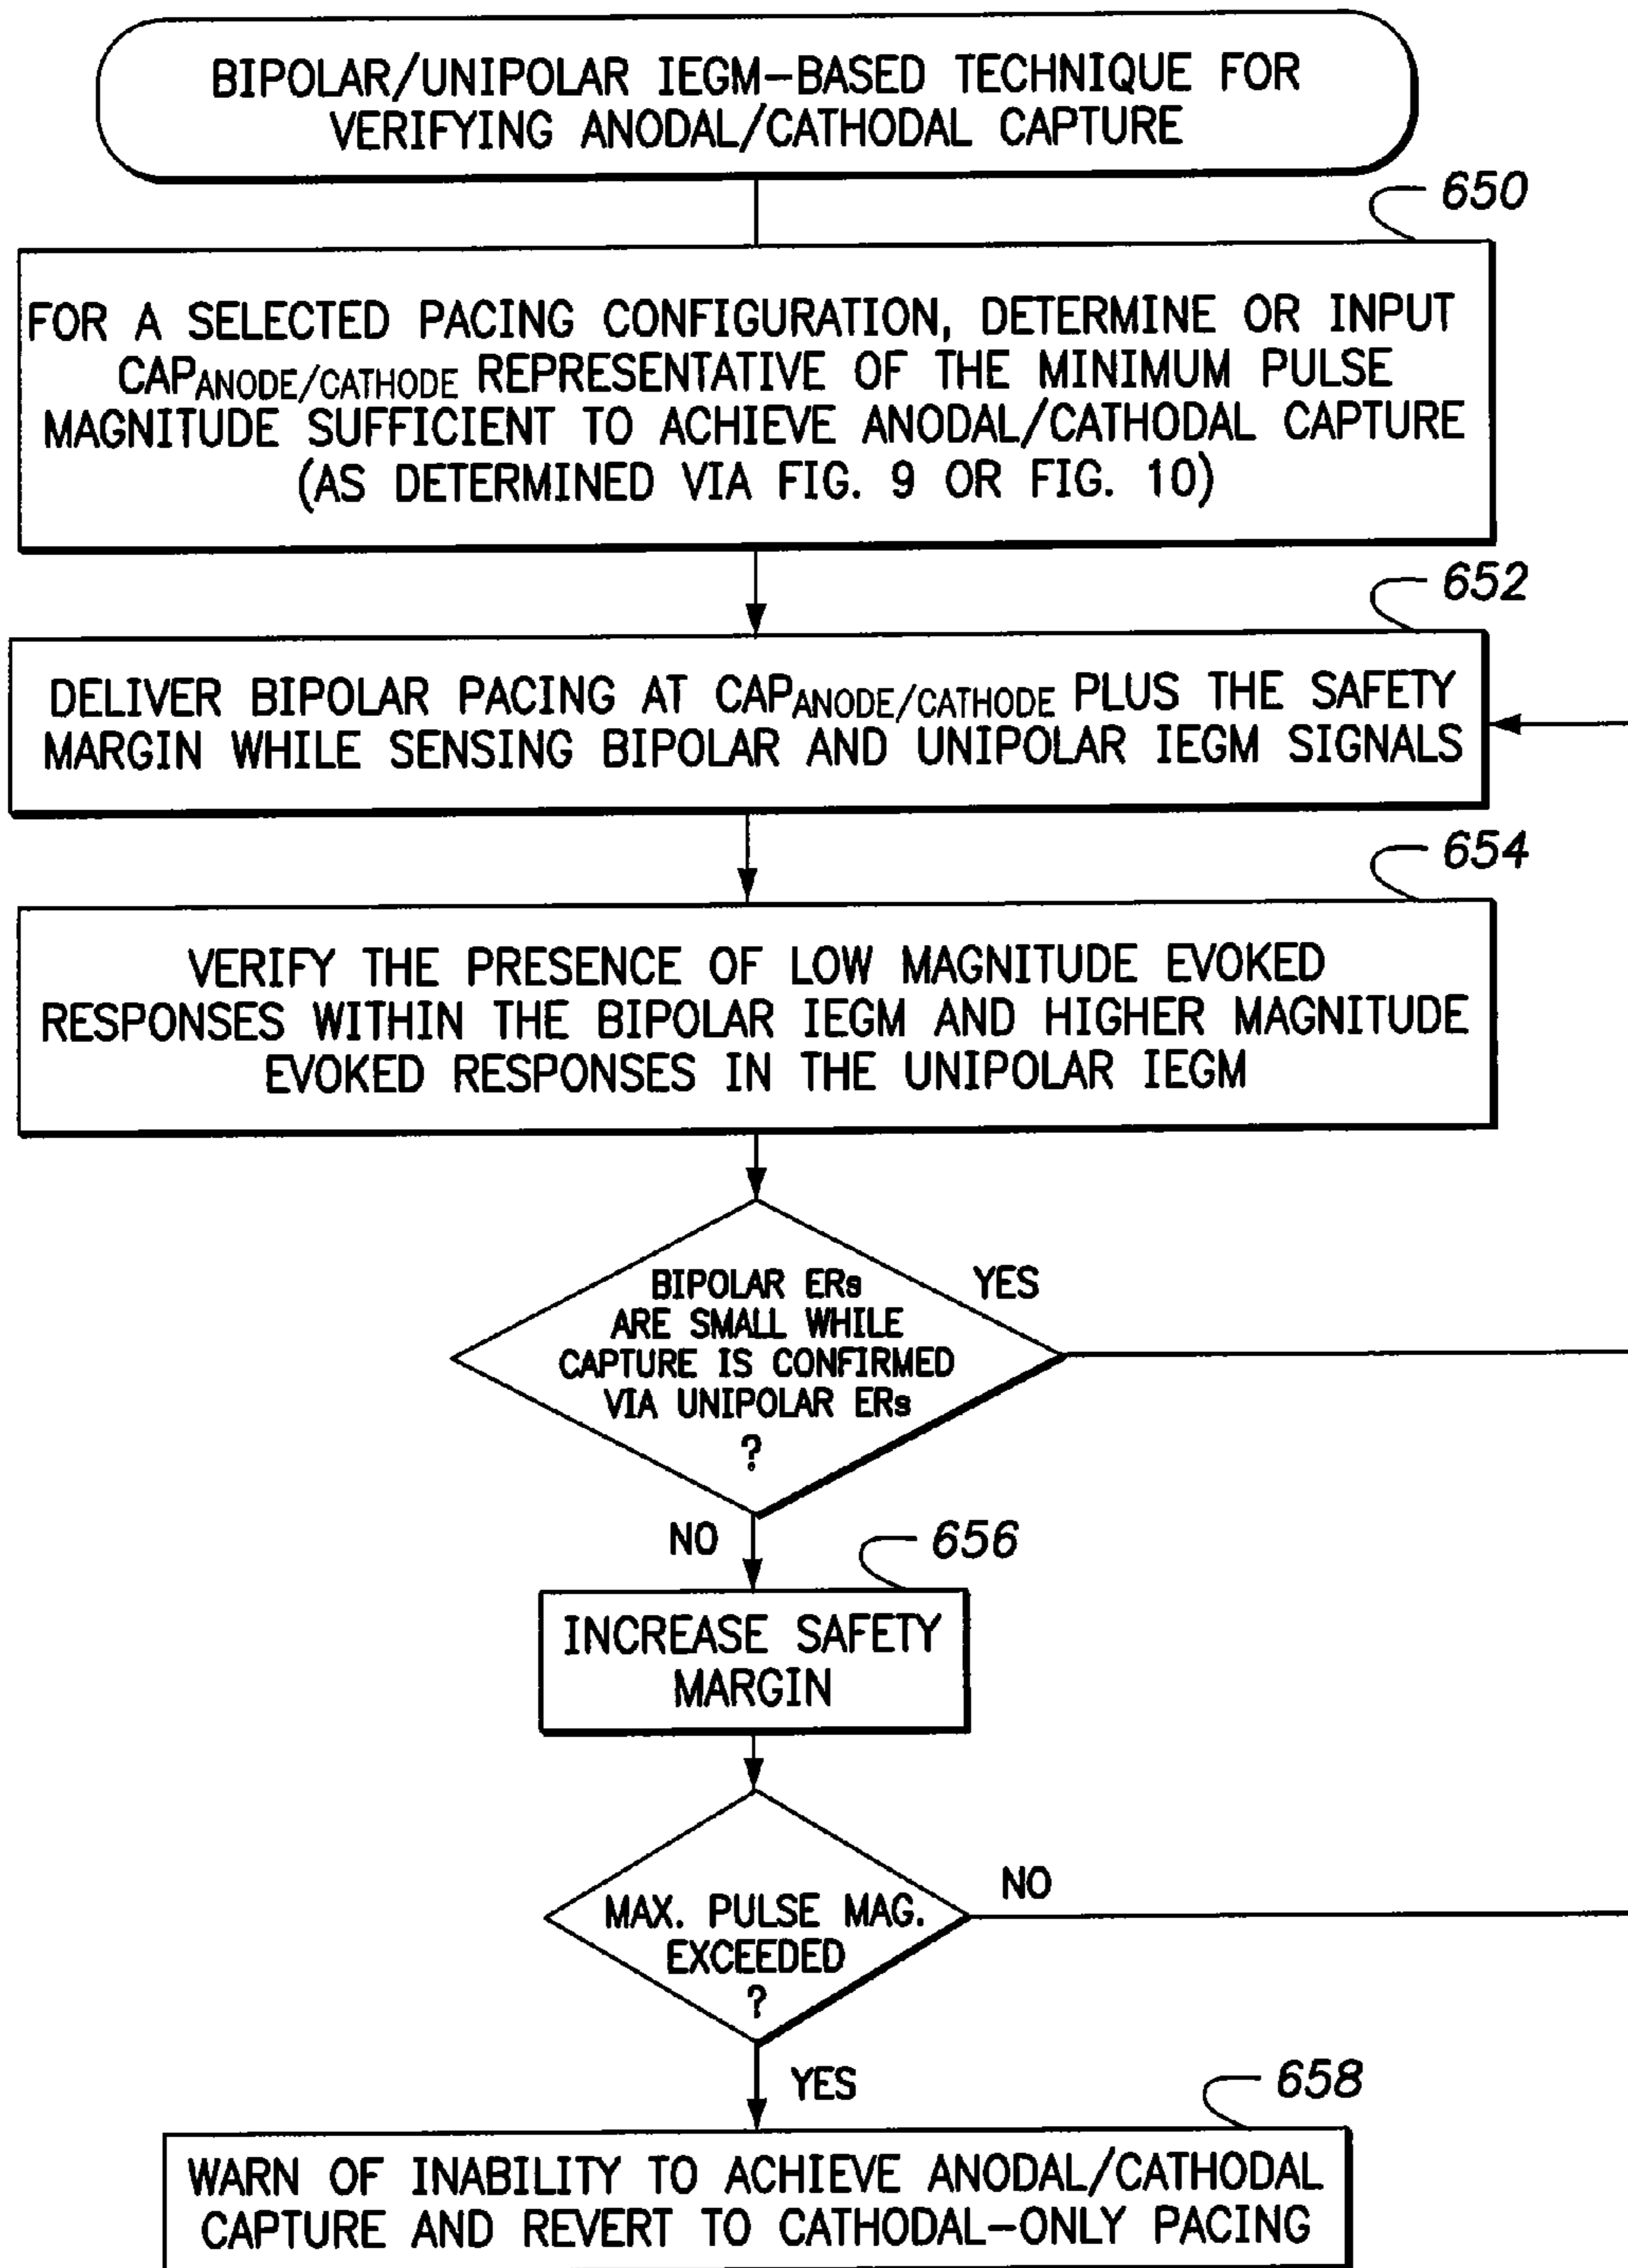 BIPOLAR/UNIPOLAR IEGM-BASED TECHNIQUE FOR
VERIFYING ANODAL/CATHODAL CAPTURE
650
FOR A SELECTED PACING CONFIGURATION, DETERMINE OR INPUT
CAPANODE/CATHODE REPRESENTATIVE OF THE MINIMUM PULSE
MAGNITUDE SUFFICIENT TO ACHIEVE ANODAL/CATHODAL CAPTURE
(AS DETERMINED VIA FIG. 9 OR FIG. 10)
652
DELIVER BIPOLAR PACING AT CAPANODE/CATHODE PLUS THE SAFETY
MARGIN WHILE SENSING BIPOLAR AND UNIPOLAR IEGM SIGNALS
654
VERIFY THE PRESENCE OF LOW MAGNITUDE EVOKED
RESPONSES WITHIN THE BIPOLAR IEGM AND HIGHER MAGNITUDE
EVOKED RESPONSES IN THE UNIPOLAR IEGM
BIPOLAR ERs
ARE SMALL WHILE
CAPTURE IS CONFIRMED
VIA UNIPOLAR ERs
?
YES
NO
656
INCREASE SAFETY
MARGIN
MAX. PULSE MAG.
EXCEEDED
?
NO
YES
658
WARN OF INABILITY TO ACHIEVE ANODAL/CATHODAL
CAPTURE AND REVERT TO CATHODAL-ONLY PACING